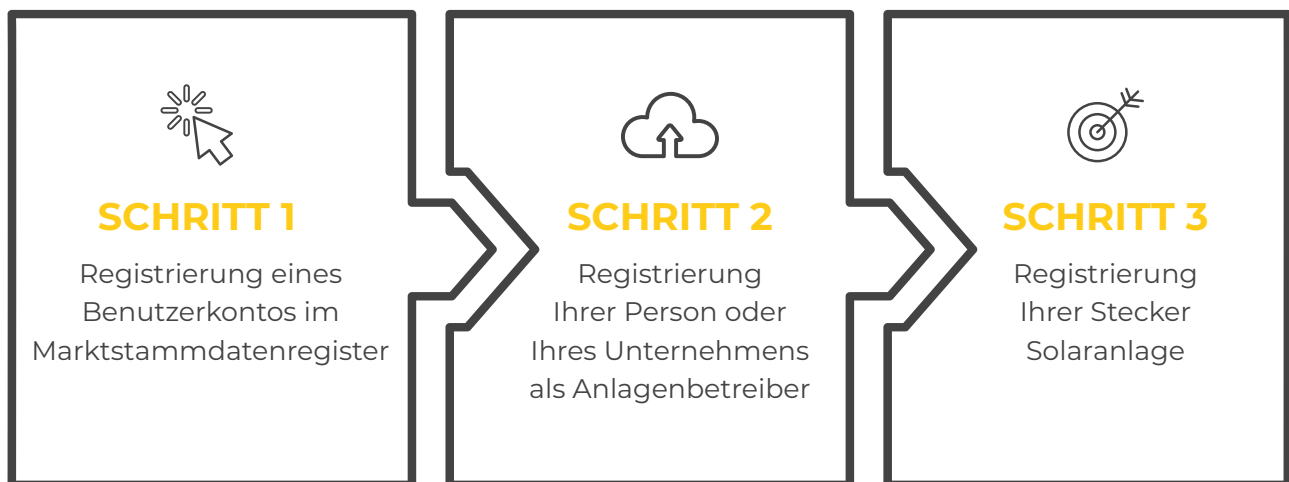 SCHRITT 1
Registrierung eines
Benutzerkontos im
Marktstammdatenregister
SCHRITT 2
Registrierung
Ihrer Person oder
Ihres Unternehmens
als Anlagenbetreiber
SCHRITT 3
Registrierung
Ihrer Stecker
Solaranlage